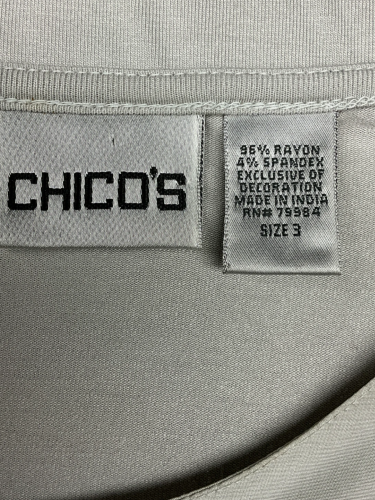 CHICO'S
96% RAYON
4% SPANDEX
EXCLUSIVE OF
DECORATION
MADE IN INDIA
RN# 79984
SIZE 3